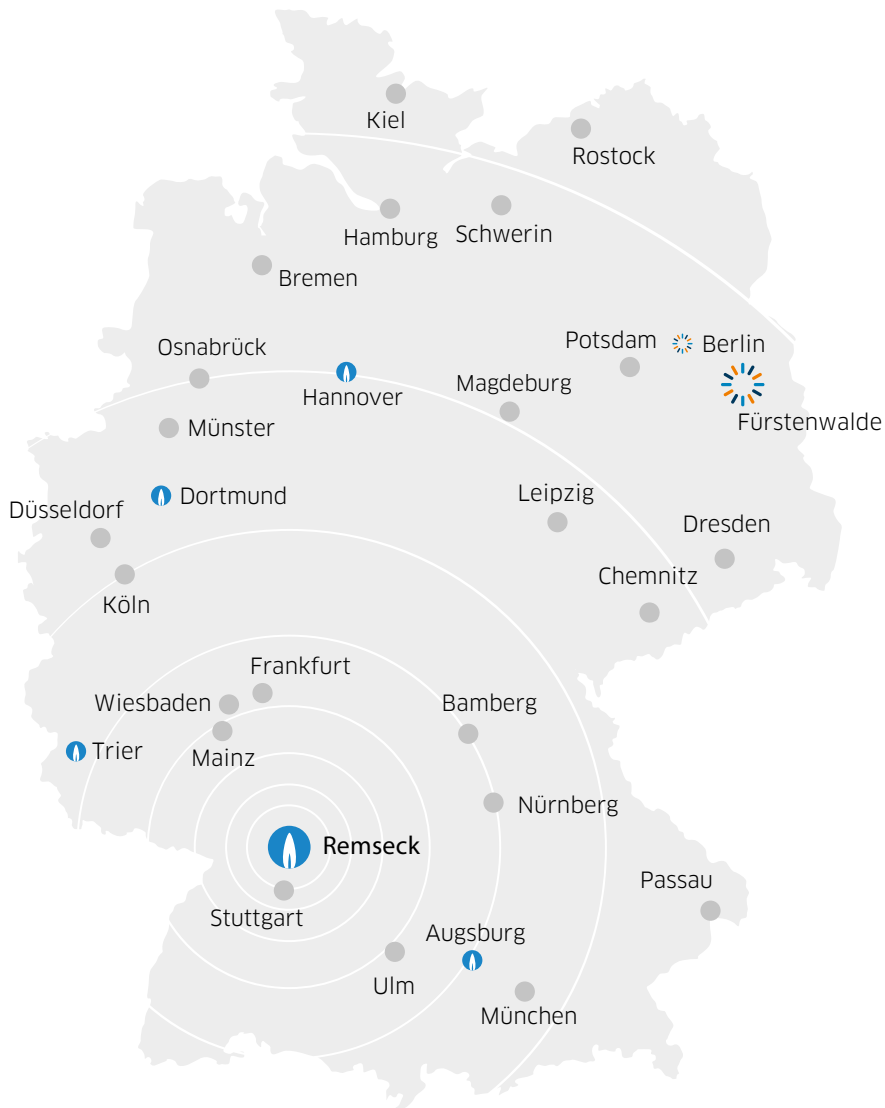 Kiel
Rostock
Hamburg
Schwerin
Bremen
Potsdam
Berlin
Osnabrück
Hannover
Magdeburg
Fürstenwalde
Münster
Dortmund
Leipzig
Düsseldorf
Dresden
Chemnitz
Köln
Frankfurt
Wiesbaden
Bamberg
Trier
Mainz
Nürnberg
Remseck
Passau
Stuttgart
Augsburg
Ulm
München